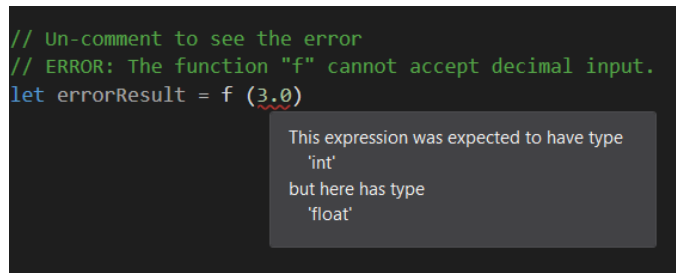 // Un-comment to see the error
// ERROR: The function "f" cannot accept decimal input.
let errorResult = f (3.0)
This expression was expected to have type
'int'
but here has type
'float'